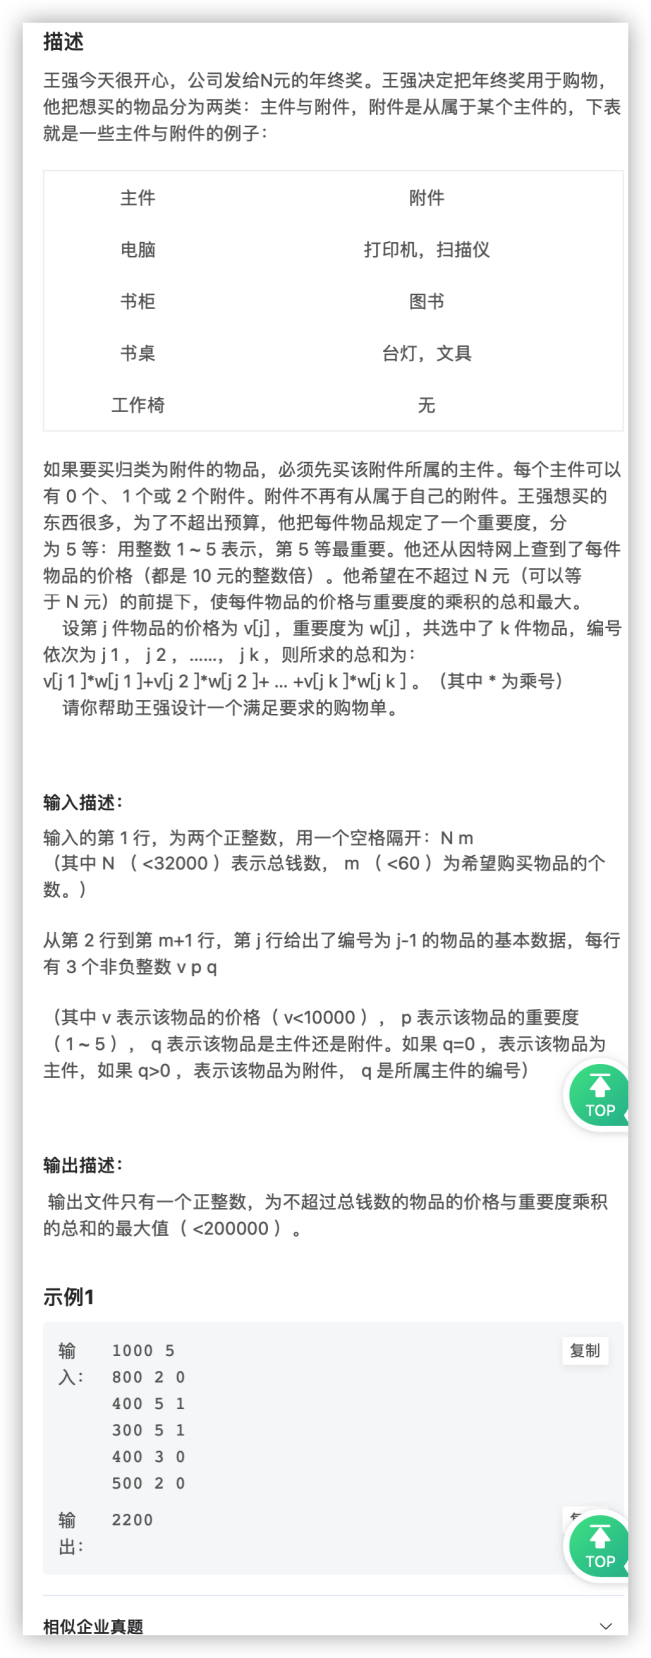 描述
王强今天很开心，公司发给N元的年终奖。王强决定把年终奖用于购物，
他把想买的物品分为两类：主件与附件，附件是从属于某个主件的，下表
就是一些主件与附件的例子：
主件 附件
电脑 打印机，扫描仪
书柜 图书
书桌 台灯，文具
工作椅 无
如果要买归类为附件的物品，必须先买该附件所属的主件。每个主件可以
有 0 个、 1 个或 2 个附件。附件不再有从属于自己的附件。王强想买的
东西很多，为了不超出预算，他把每件物品规定了一个重要度，分
为 5 等：用整数 1 ~ 5 表示，第 5 等最重要。他还从因特网上查到了每件
物品的价格（都是 10 元的整数倍）。他希望在不超过 N 元（可以等
于 N 元）的前提下，使每件物品的价格与重要度的乘积的总和最大。
设第 j 件物品的价格为 v[j] ，重要度为 w[j] ，共选中了 k 件物品，编号
依次为 j 1 ， j 2 ，……， j k ，则所求的总和为：
v[j 1 ]*w[j 1 ]+v[j 2 ]*w[j 2 ]+ … +v[j k ]*w[j k ] 。（其中 * 为乘号）
请你帮助王强设计一个满足要求的购物单。
输入描述：
输入的第 1 行，为两个正整数，用一个空格隔开：N m
（其中 N （ <32000 ）表示总钱数， m （ <60 ）为希望购买物品的个
数。）
从第 2 行到第 m+1 行，第 j 行给出了编号为 j-1 的物品的基本数据，每行
有 3 个非负整数 v p q
（其中 v 表示该物品的价格（ v<10000 ）， p 表示该物品的重要度
（ 1 ~ 5 ）， q 表示该物品是主件还是附件。如果 q=0 ，表示该物品为
主件，如果 q>0 ，表示该物品为附件， q 是所属主件的编号）
TOP
输出描述：
输出文件只有一个正整数，为不超过总钱数的物品的价格与重要度乘积
的总和的最大值（ <200000 ）。
示例1
输入： 1000 5 复制
800 2 0
400 5 1
300 5 1
400 3 0
500 2 0
输出： 2200
TOP
相似企业真题